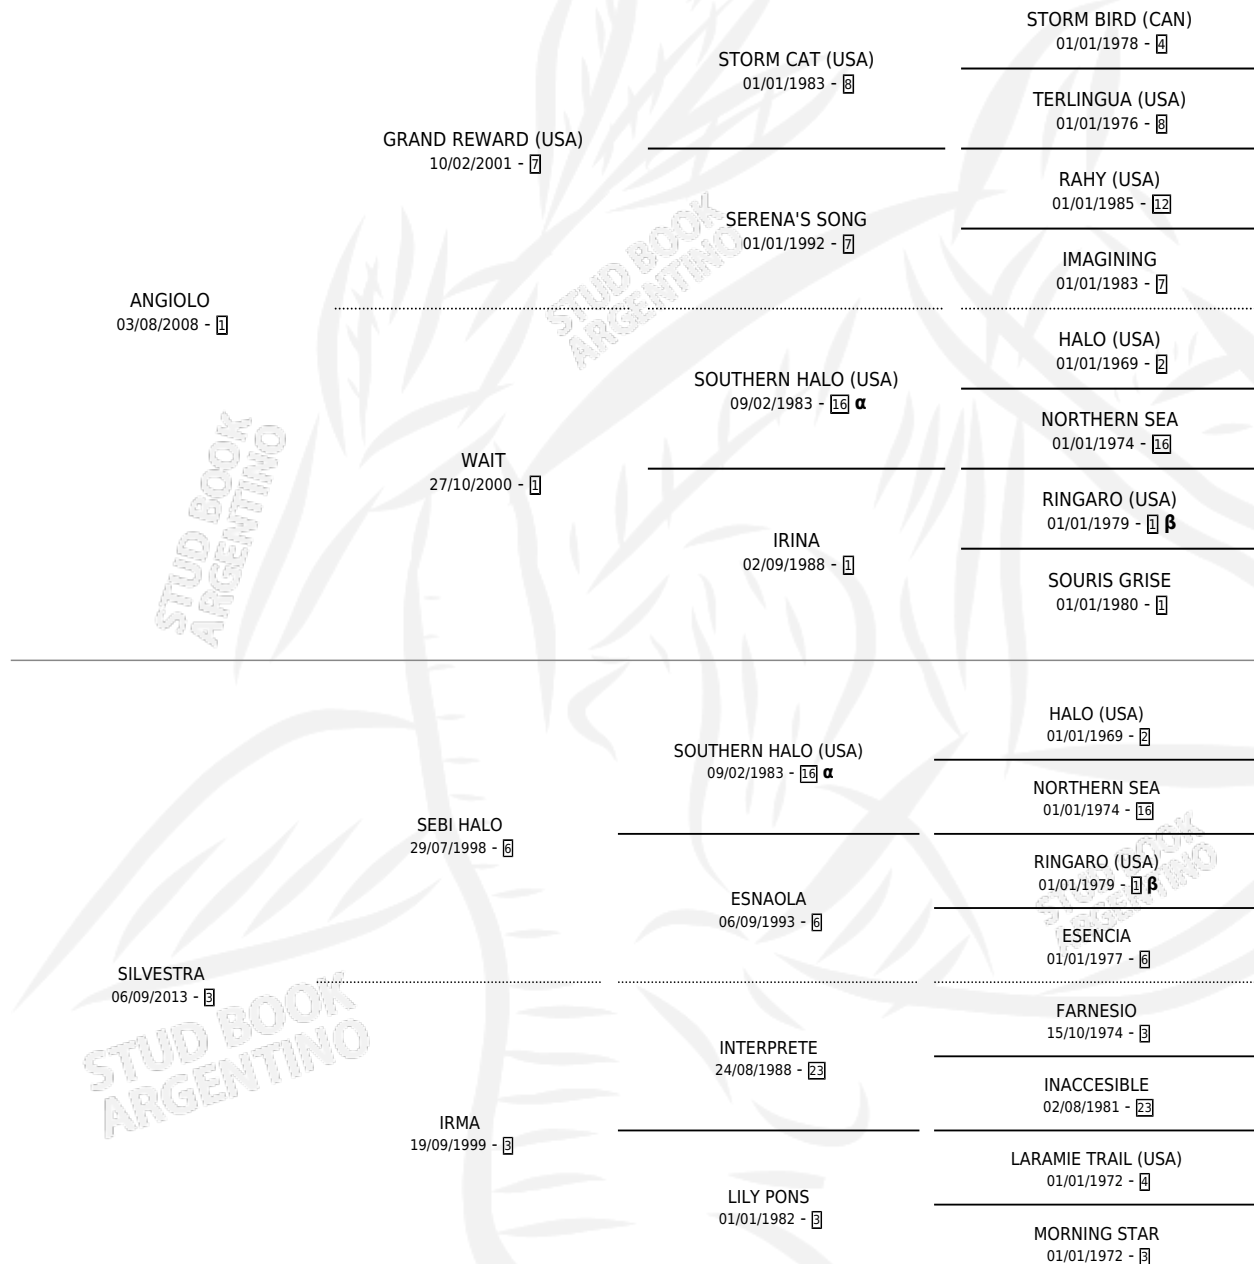 STORM BIRD (CAN)
01/01/1978 - 4
STORM CAT (USA)
01/01/1983 - 8
TERLINGUA (USA)
01/01/1976 - 8
GRAND REWARD (USA)
10/02/2001 - 7
RAHY (USA)
01/01/1985 - 12
SERENA'S SONG
01/01/1992 - 7
IMAGINING
01/01/1983 - 7
ANGIOLO
03/08/2008 - 1
HALO (USA)
01/01/1969 - 2
SOUTHERN HALO (USA)
09/02/1983 - 16 α
NORTHERN SEA
01/01/1974 - 16
WAIT
27/10/2000 - 1
RINGARO (USA)
01/01/1979 - 1 β
IRINA
02/09/1988 - 1
SOURIS GRISE
01/01/1980 - 1
STUD BOOK
ARGENTINO
STUD BOOK
ARGENTINO
HALO (USA)
01/01/1969 - 2
SOUTHERN HALO (USA)
09/02/1983 - 16 α
NORTHERN SEA
01/01/1974 - 16
SEBI HALO
29/07/1998 - 6
RINGARO (USA)
01/01/1979 - 1 β
ESNAOLA
06/09/1993 - 6
ESENCIA
01/01/1977 - 6
SILVESTRA
06/09/2013 - 3
FARNESIO
15/10/1974 - 3
INTERPRETE
24/08/1988 - 23
INACCESIBLE
02/08/1981 - 23
IRMA
19/09/1999 - 3
LARAMIE TRAIL (USA)
01/01/1972 - 4
LILY PONS
01/01/1982 - 3
MORNING STAR
01/01/1972 - 3
STUD BOOK
ARGENTINO
STUD BOOK
ARGENTINO